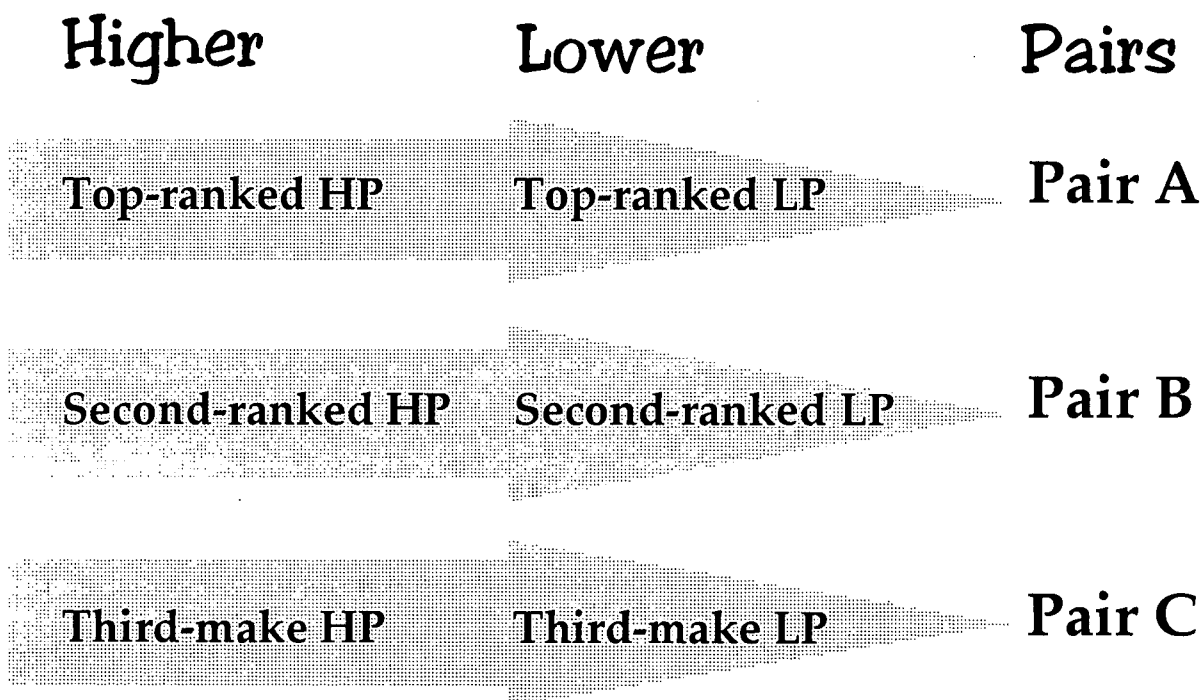 Higher Lower Pairs
Top-ranked HP Top-ranked LP Pair A
Second-ranked HP Second-ranked LP Pair B
Third-make HP Third-make LP Pair C